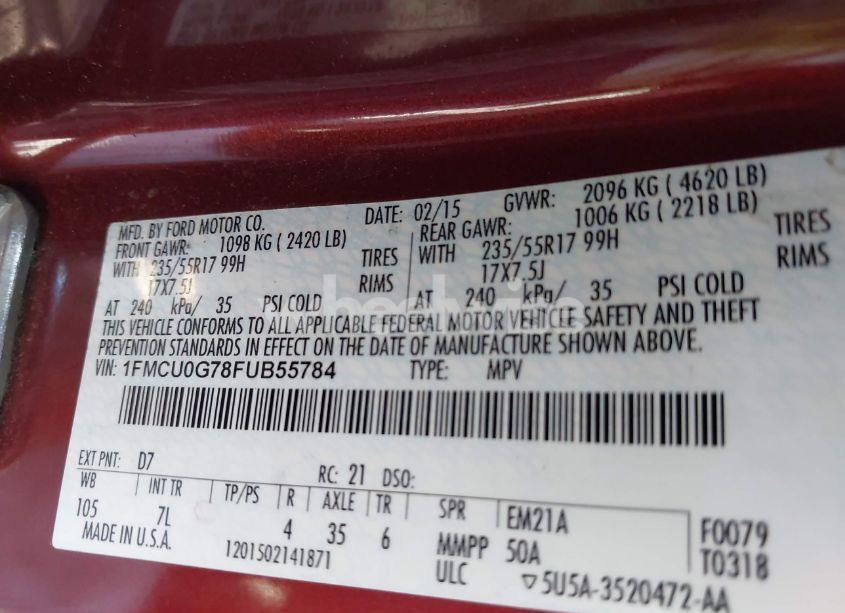 MFD. BY FORD MOTOR CO. DATE: 02/15 GVWR: 2096 KG ( 4620 LB)
FRONT GAWR: 1098 KG ( 2420 LB) REAR GAWR: 1006 KG ( 2218 LB)
WITH 235/55R17 99H TIRES WITH 235/55R17 99H TIRES
17X7.5J RIMS 17X7.5J RIMS
AT 240 kPa/ 35 PSI COLD AT 240 kPa/ 35 PSI COLD
THIS VEHICLE CONFORMS TO ALL APPLICABLE FEDERAL MOTOR VEHICLE SAFETY AND THEFT
PREVENTION STANDARDS IN EFFECT ON THE DATE OF MANUFACTURE SHOWN ABOVE.
VIN: 1FMCU0G78FUB55784 TYPE: MPV
EXT PNT: D7 RC: 21 DSO:
WB INT TR TP/PS R AXLE TR SPR EM21A F0079
105 7L 4 35 6 MMPP 50A T0318
MADE IN U.S.A. 1201502141871 ULC ▽5U5A-3520472-AA